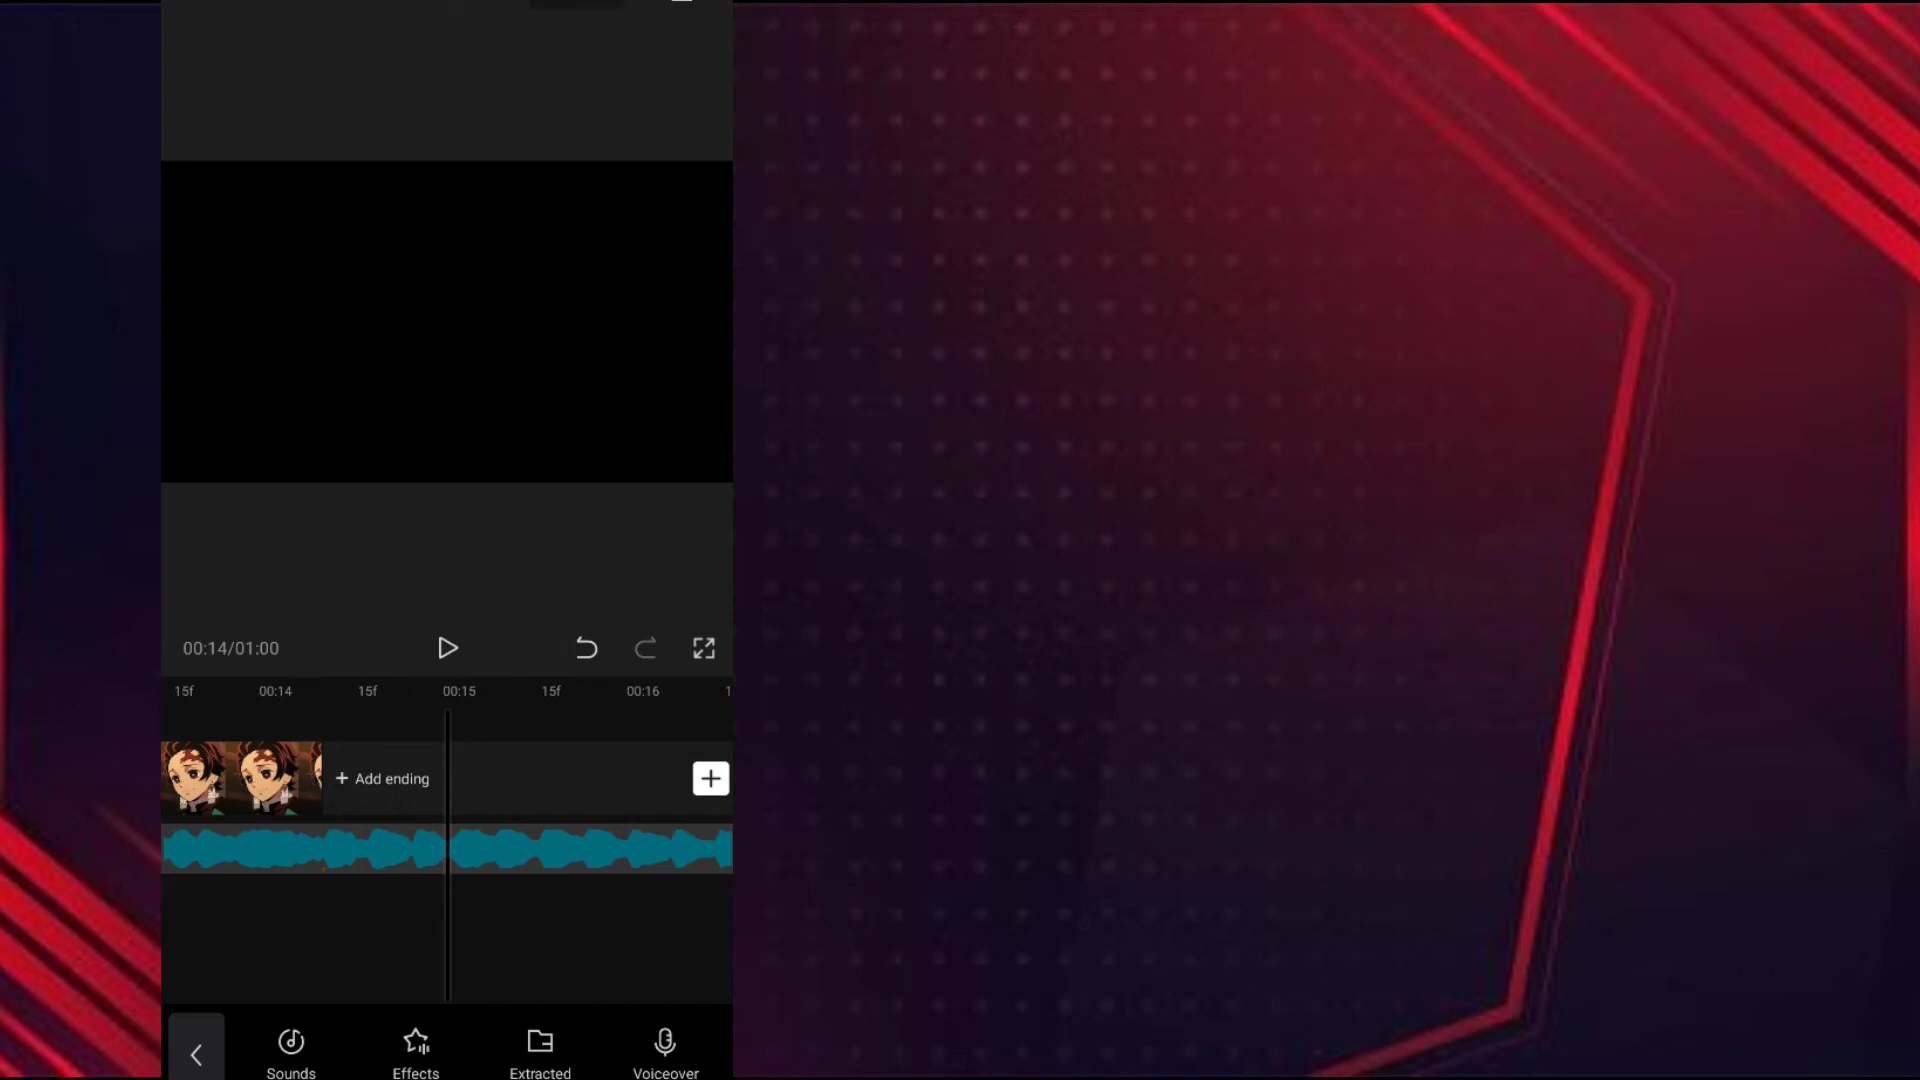 00:14/01:00
15f 00:14 15f 00:15 15f 00:16 1
+ Add ending
Sounds Effects Extracted Voiceover